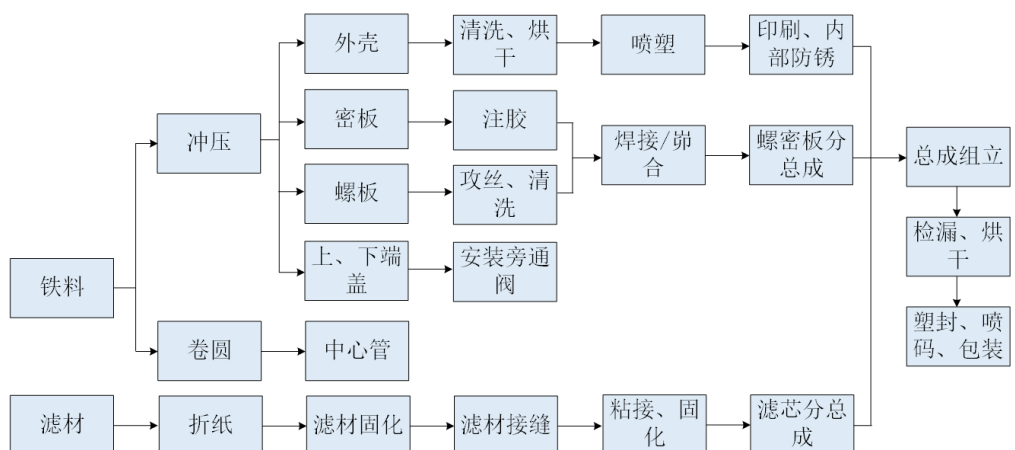 外壳
清洗、烘
干
喷塑
印刷、内
部防锈
冲压
密板
注胶
焊接/峁
合
螺密板分
总成
总成组立
螺板
攻丝、清
洗
检漏、烘
干
铁料
上、下端
盖
安装旁通
阀
塑封、喷
码、包装
卷圆
中心管
滤材
折纸
滤材固化
滤材接缝
粘接、固
化
滤芯分总
成